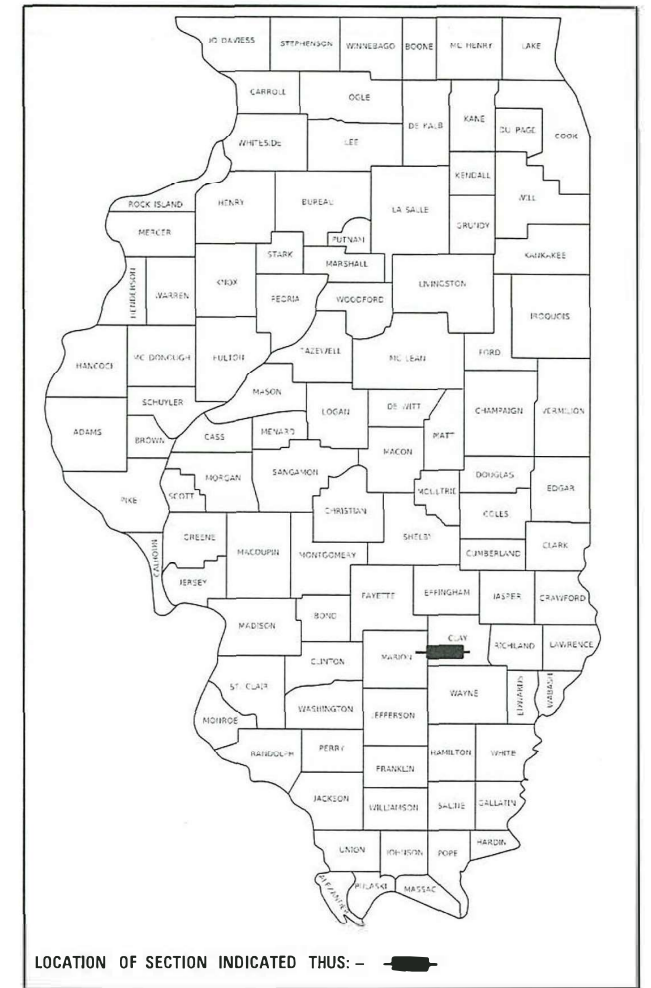 JO DAVIESS STEPHENSON WINNEBAGO BOONE MC HENRY LAKE
CARROLL OGLE DE KALB KANE DU PAGE COOK
WHITESIDE LEE
KENDALL WILL
ROCK ISLAND HENRY BUREAU LA SALLE GRUNDY
MERCER PUTNAM
STARK MARSHALL KANKAKEE
HENDERSON WARREN KNOX PEORIA WOODFORD LIVINGSTON IROQUOIS
HANCOCK MC DONOUGH FULTON TAZEWELL MC LEAN FORD
MASON
SCHUYLER LOGAN DE WITT CHAMPAIGN VERMILION
ADAMS BROWN CASS MENARD MACON PIATT
MORGAN SANGAMON DOUGLAS EDGAR
PIKE SCOTT CHRISTIAN MOULTRIE
COLES
GREENE MACOUPIN MONTGOMERY SHELBY CLARK
CALHOUN CUMBERLAND
JERSEY FAYETTE EFFINGHAM JASPER CRAWFORD
MADISON BOND
CLAY RICHLAND LAWRENCE
CLINTON MARION
ST. CLAIR WAYNE EDWARDS WABASH
WASHINGTON JEFFERSON
MONROE
RANDOLPH PERRY HAMILTON WHITE
FRANKLIN
JACKSON WILLIAMSON SALINE GALLATIN
UNION JOHNSON POPE HARDIN
ALEXANDER PULASKI MASSAC
LOCATION OF SECTION INDICATED THUS: –